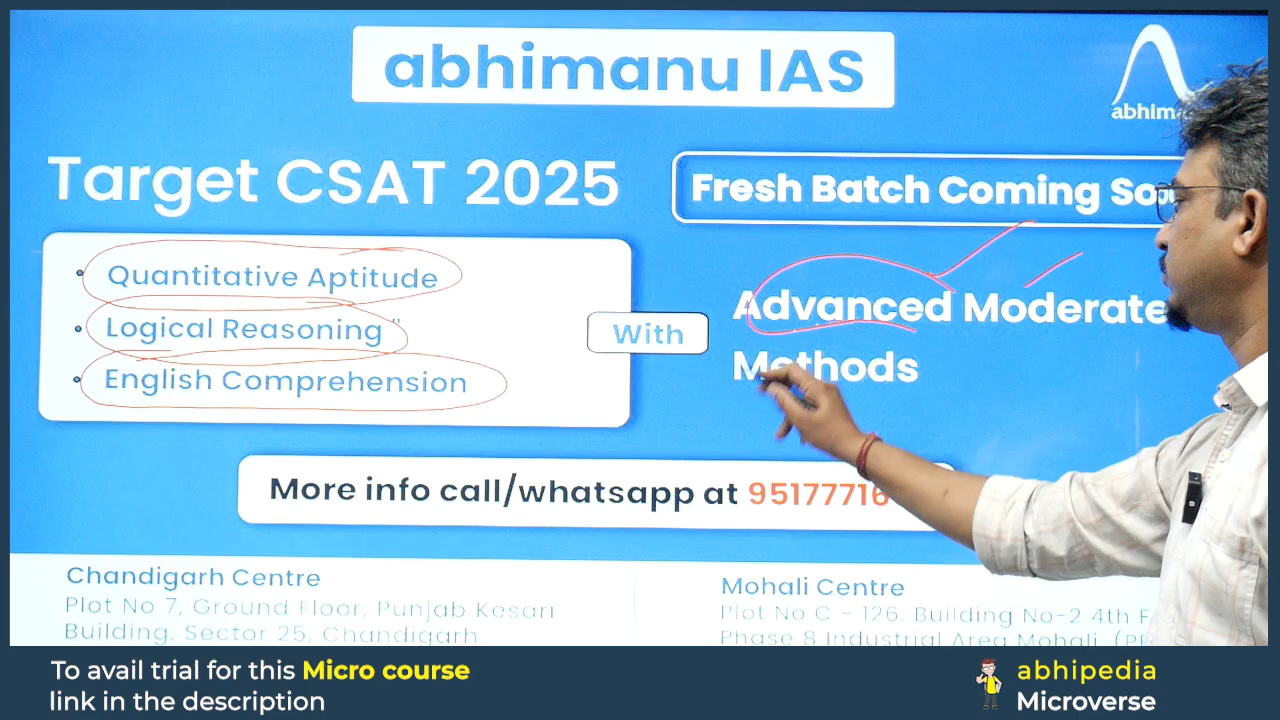 abhimanu IAS
abhima
Target CSAT 2025
Fresh Batch Coming
Quantitative Aptitude
Logical Reasoning"
English Comprehension
With
Advanced Moderate
Methods
More info call/whatsapp at 95177716
Chandigarh Centre
Plot No 7, Ground Floor, Punjab Kesari
Building, Sector 25, Chandigarh
Mohali Centre
Plot No C - 126. Building No-2 4th F
Phase 8 Industrial Area Mohali
To avail trial for this Micro course
link in the description
abhipedia
Microverse